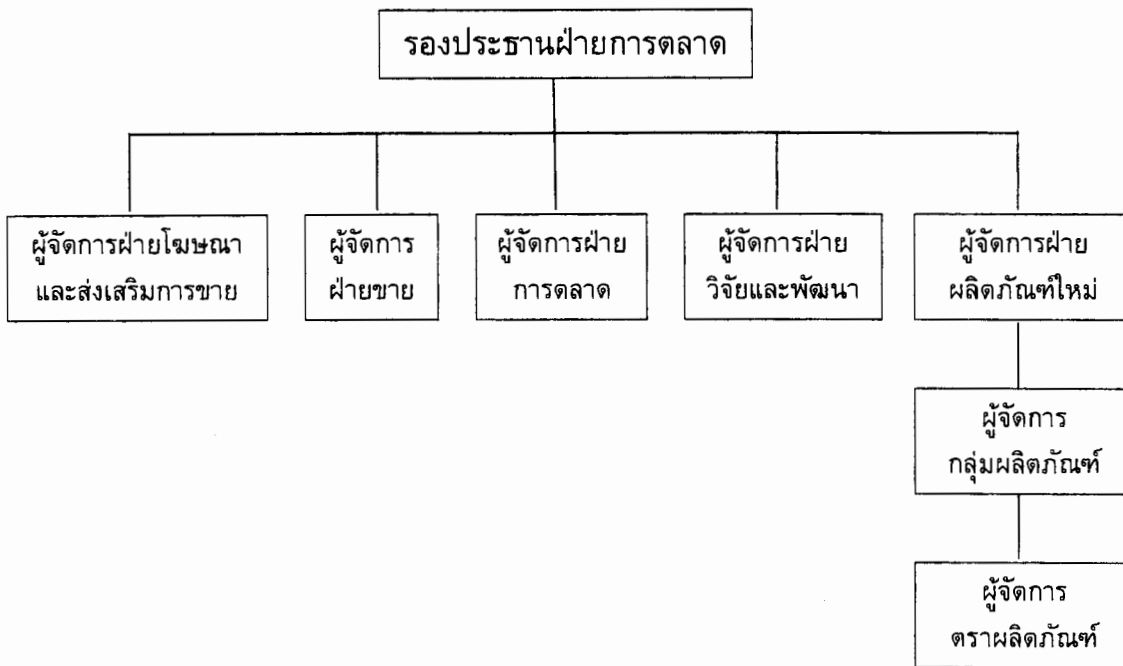 รองประธานฝ่ายการตลาด
ผู้จัดการฝ่ายโฆษณา
และส่งเสริมการขาย
ผู้จัดการ
ฝ่ายขาย
ผู้จัดการฝ่าย
การตลาด
ผู้จัดการฝ่าย
วิจัยและพัฒนา
ผู้จัดการฝ่าย
ผลิตภัณฑ์ใหม่
ผู้จัดการ
กลุ่มผลิตภัณฑ์
ผู้จัดการ
ตราผลิตภัณฑ์